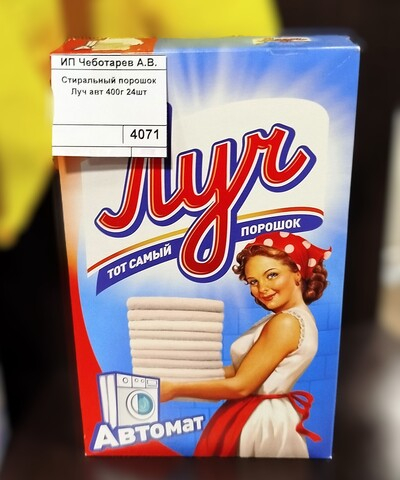 ИП Чеботарев А.В.
Стиральный порошок
Луч авт 400г 24шт
4071
Луч
ТОТ САМЫЙ ПОРОШОК
Автомат